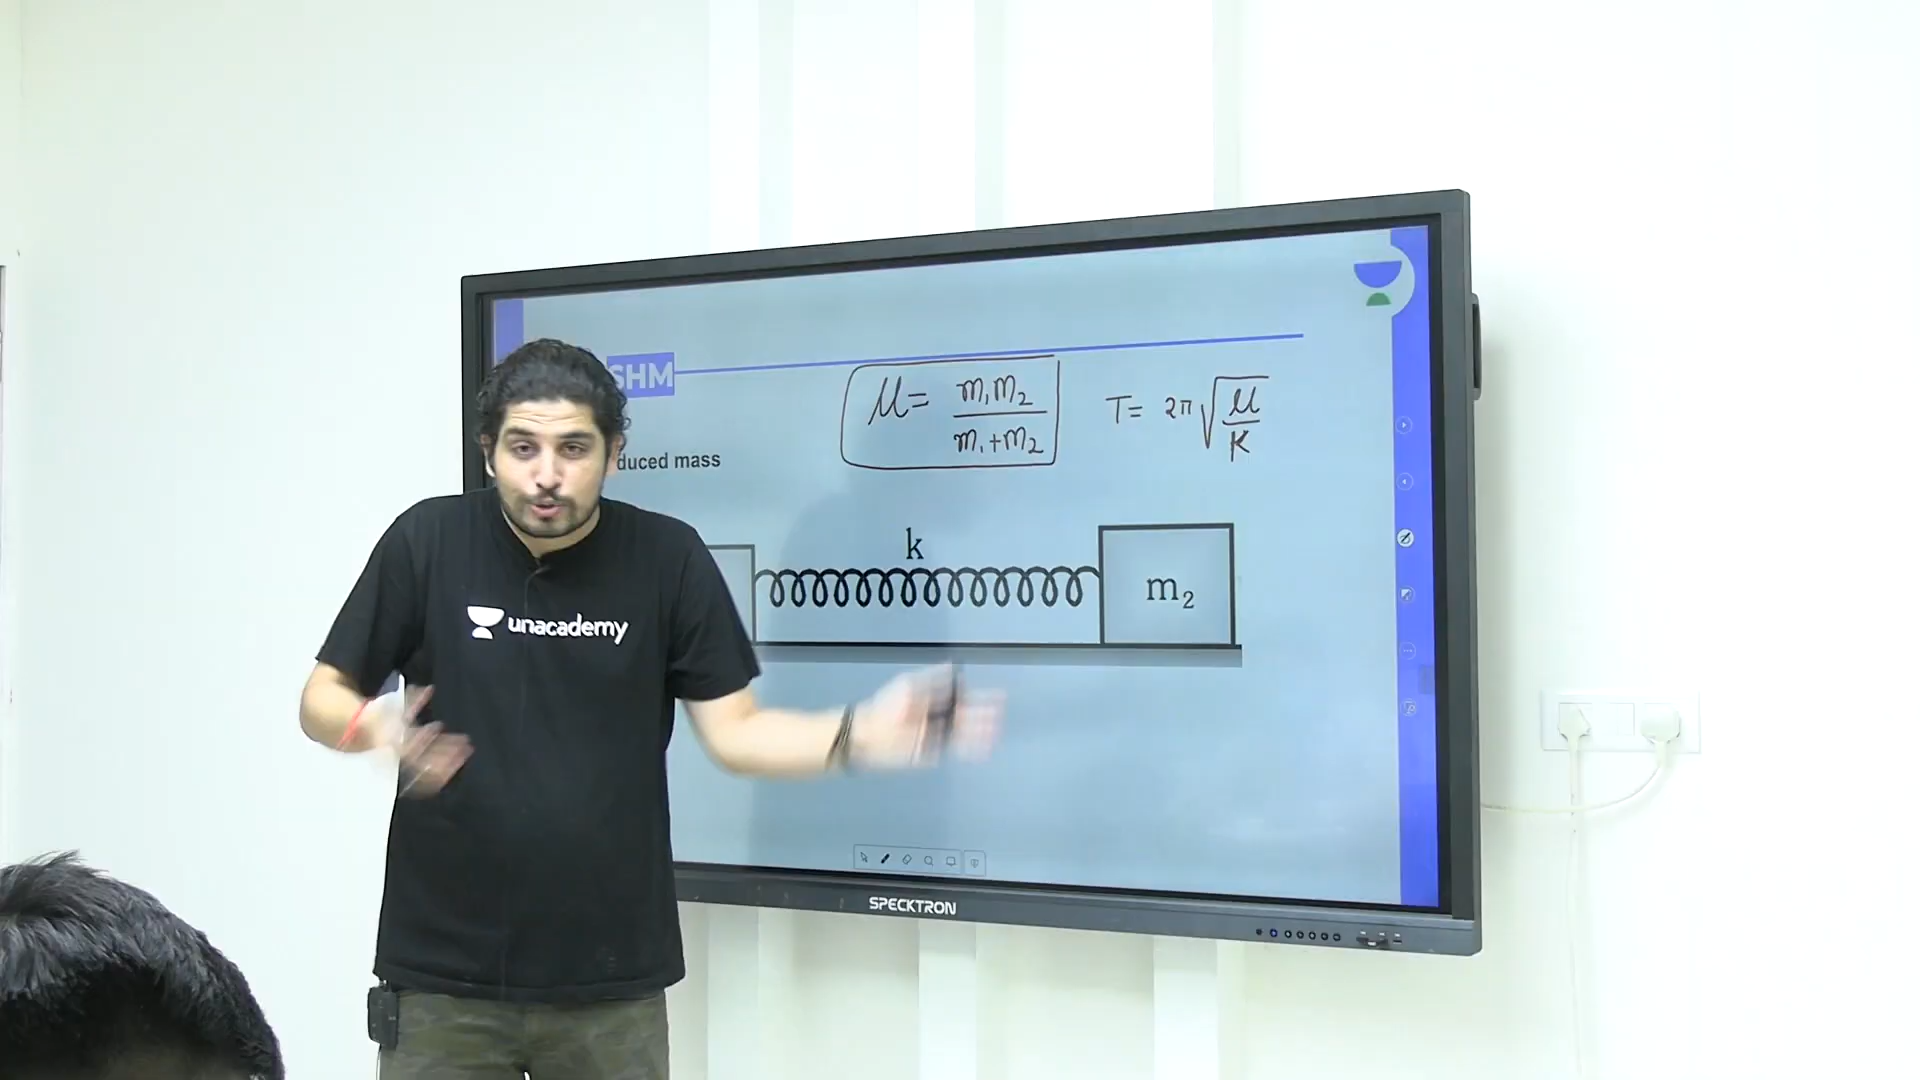 SHM
μ = m₁m₂ / m₁+m₂
T = 2π √(μ/K)
duced mass
k
m₂
unacademy
SPECKTRON